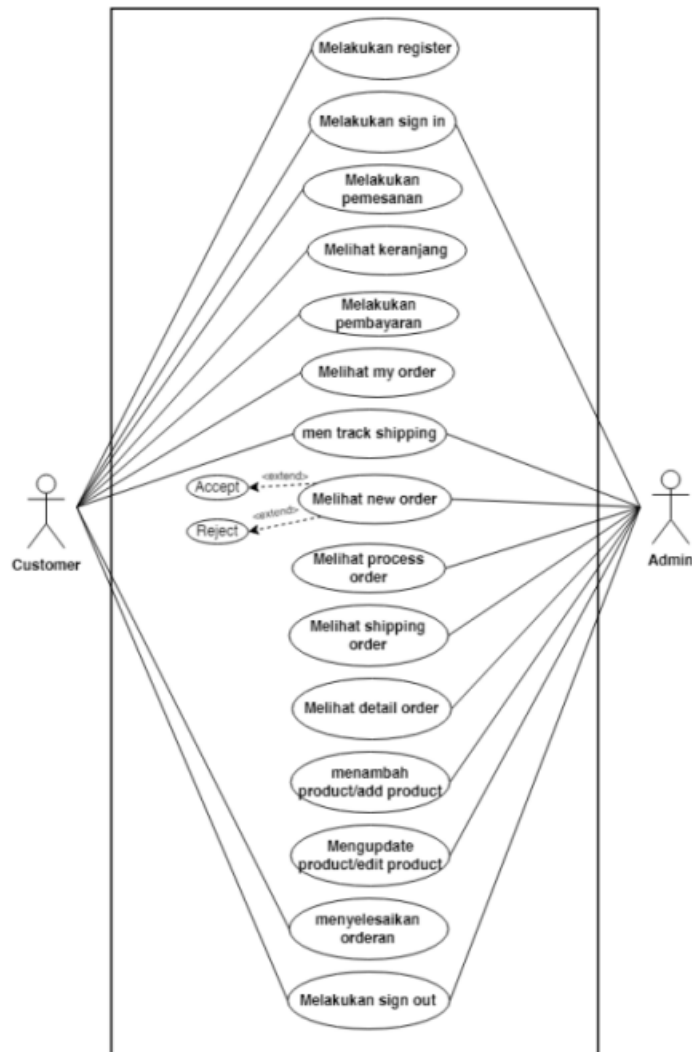 Melakukan register
Melakukan sign in
Melakukan
pemesanan
Melihat keranjang
Melakukan
pembayaran
Melihat my order
men track shipping
Accept
<extend>
Melihat new order
Reject
<extend>
Customer
Admin
Melihat process
order
Melihat shipping
order
Melihat detail order
menambah
product/add product
Mengupdate
product/edit product
menyelesaikan
orderan
Melakukan sign out